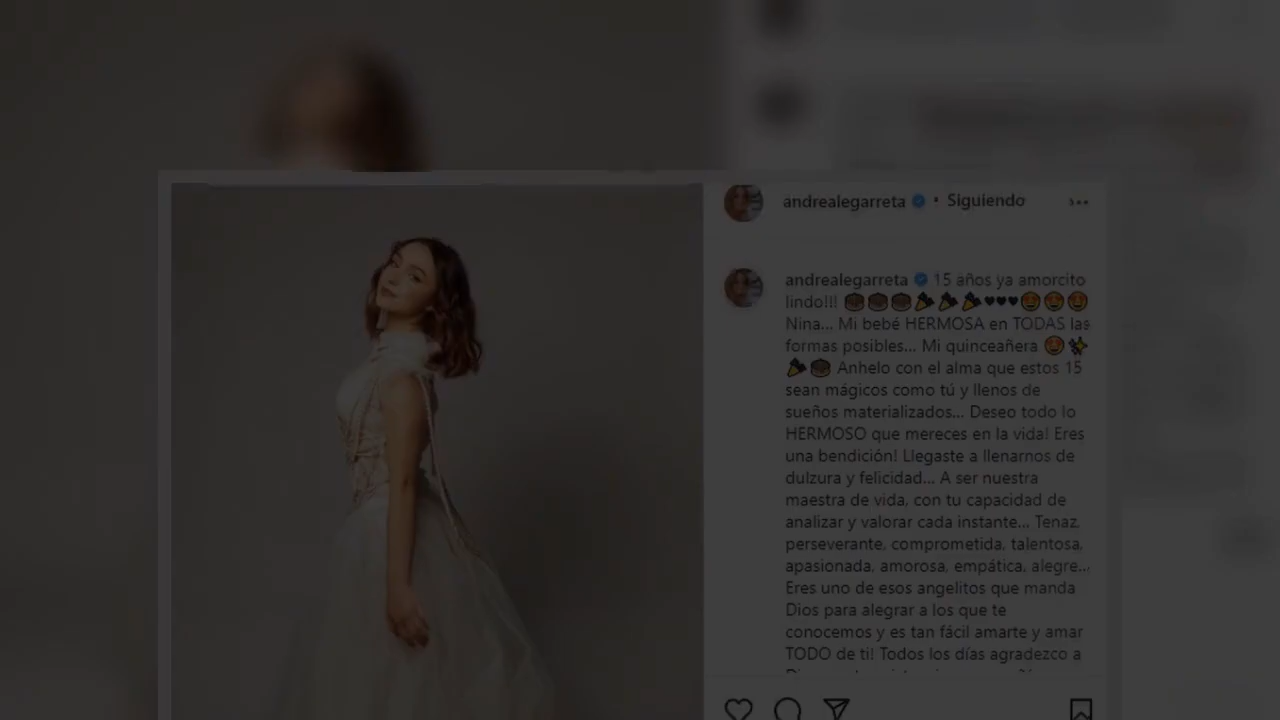 andrealegarreta • Siguiendo
andrealegarreta 15 años ya amorcito
lindo!!! 🎂🎂🎂🎉🎉🎉♥♥♥😍😍😍
Nina... Mi bebé HERMOSA en TODAS las
formas posibles... Mi quinceañera 😍✨
🎉🎂 Anhelo con el alma que estos 15
sean mágicos como tú y llenos de
sueños materializados... Deseo todo lo
HERMOSO que mereces en la vida! Eres
una bendición! Llegaste a llenarnos de
dulzura y felicidad... A ser nuestra
maestra de vida, con tu capacidad de
analizar y valorar cada instante... Tenaz,
perseverante, comprometida, talentosa,
apasionada, amorosa, empática, alegre...
Eres uno de esos angelitos que manda
Dios para alegrar a los que te
conocemos y es tan fácil amarte y amar
TODO de ti! Todos los días agradezco a